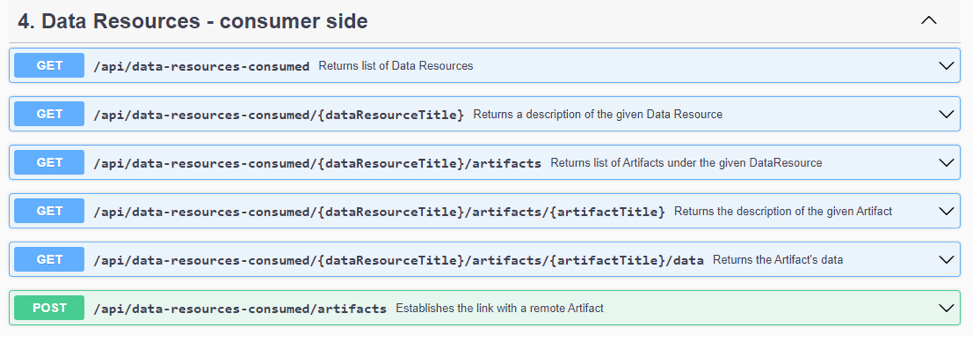 4. Data Resources - consumer side
GET /api/data-resources-consumed Returns list of Data Resources
GET /api/data-resources-consumed/{dataResourceTitle} Returns a description of the given Data Resource
GET /api/data-resources-consumed/{dataResourceTitle}/artifacts Returns list of Artifacts under the given DataResource
GET /api/data-resources-consumed/{dataResourceTitle}/artifacts/{artifactTitle} Returns the description of the given Artifact
GET /api/data-resources-consumed/{dataResourceTitle}/artifacts/{artifactTitle}/data Returns the Artifact's data
POST /api/data-resources-consumed/artifacts Establishes the link with a remote Artifact